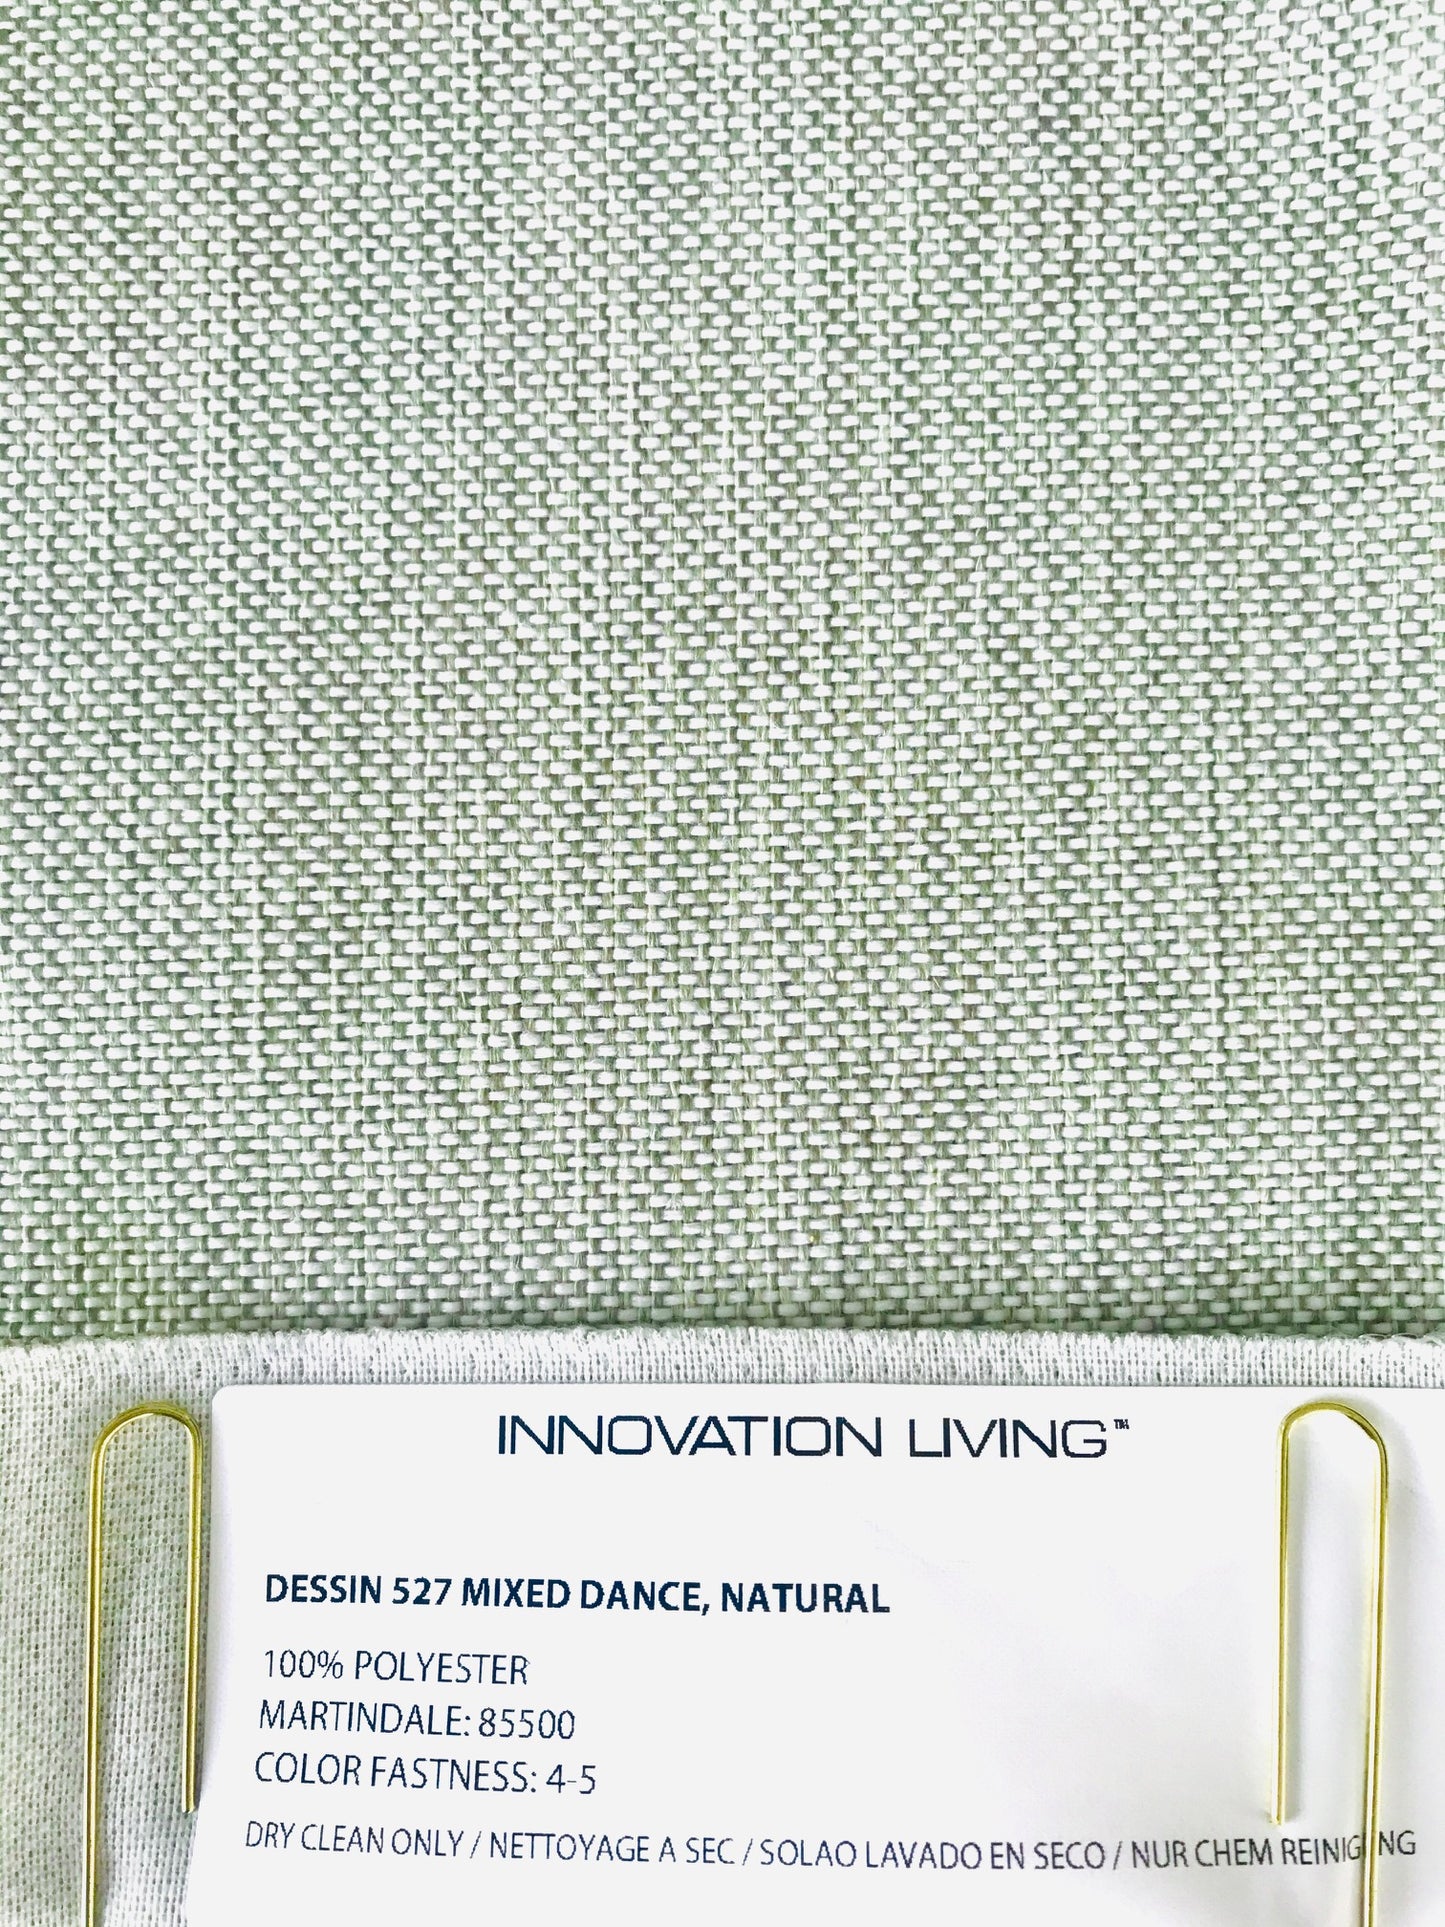 INNOVATION LIVING™
DESSIN 527 MIXED DANCE, NATURAL
100% POLYESTER
MARTINDALE: 85500
COLOR FASTNESS: 4-5
DRY CLEAN ONLY / NETTOYAGE A SEC / SOLAO LAVADO EN SECO / NUR CHEM REINIGUNG